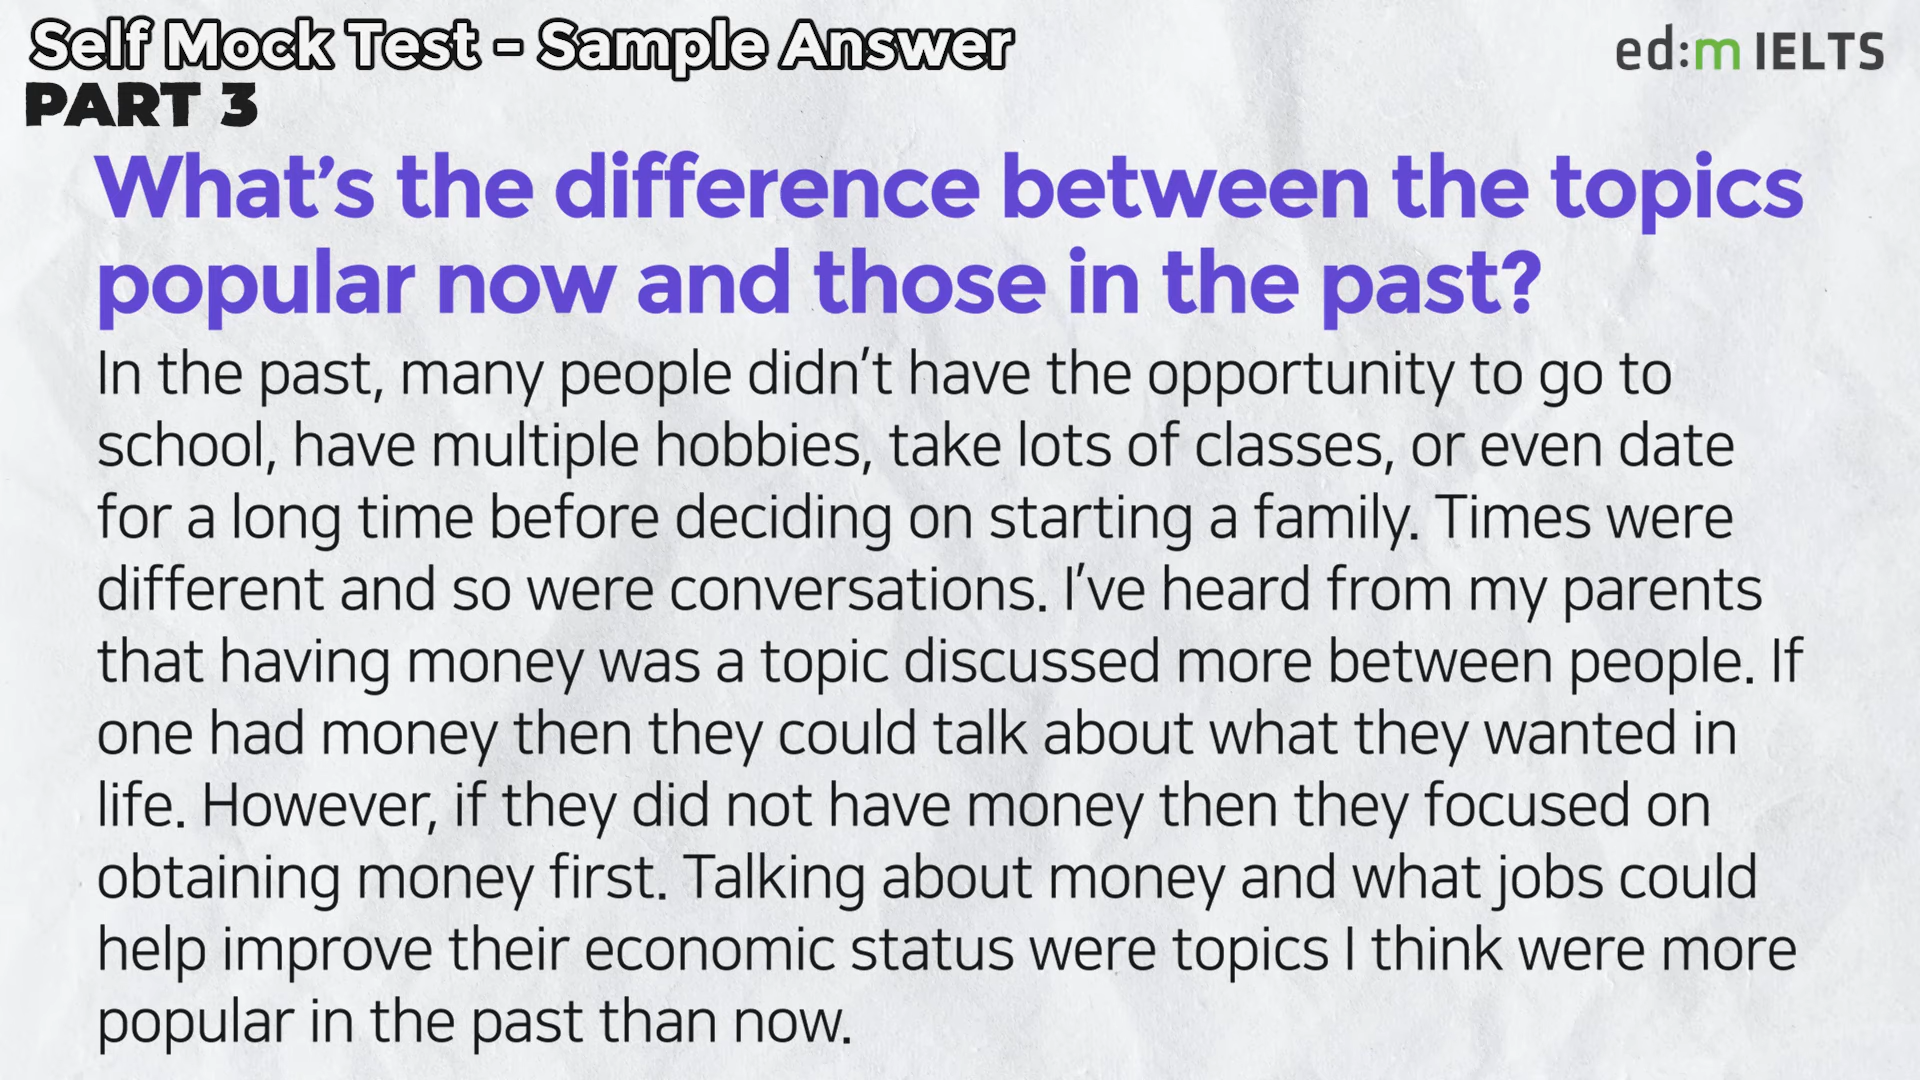 Self Mock Test - Sample Answer
ed:m IELTS
PART 3
What's the difference between the topics
popular now and those in the past?
In the past, many people didn't have the opportunity to go to
school, have multiple hobbies, take lots of classes, or even date
for a long time before deciding on starting a family. Times were
different and so were conversations. I've heard from my parents
that having money was a topic discussed more between people. If
one had money then they could talk about what they wanted in
life. However, if they did not have money then they focused on
obtaining money first. Talking about money and what jobs could
help improve their economic status were topics I think were more
popular in the past than now.